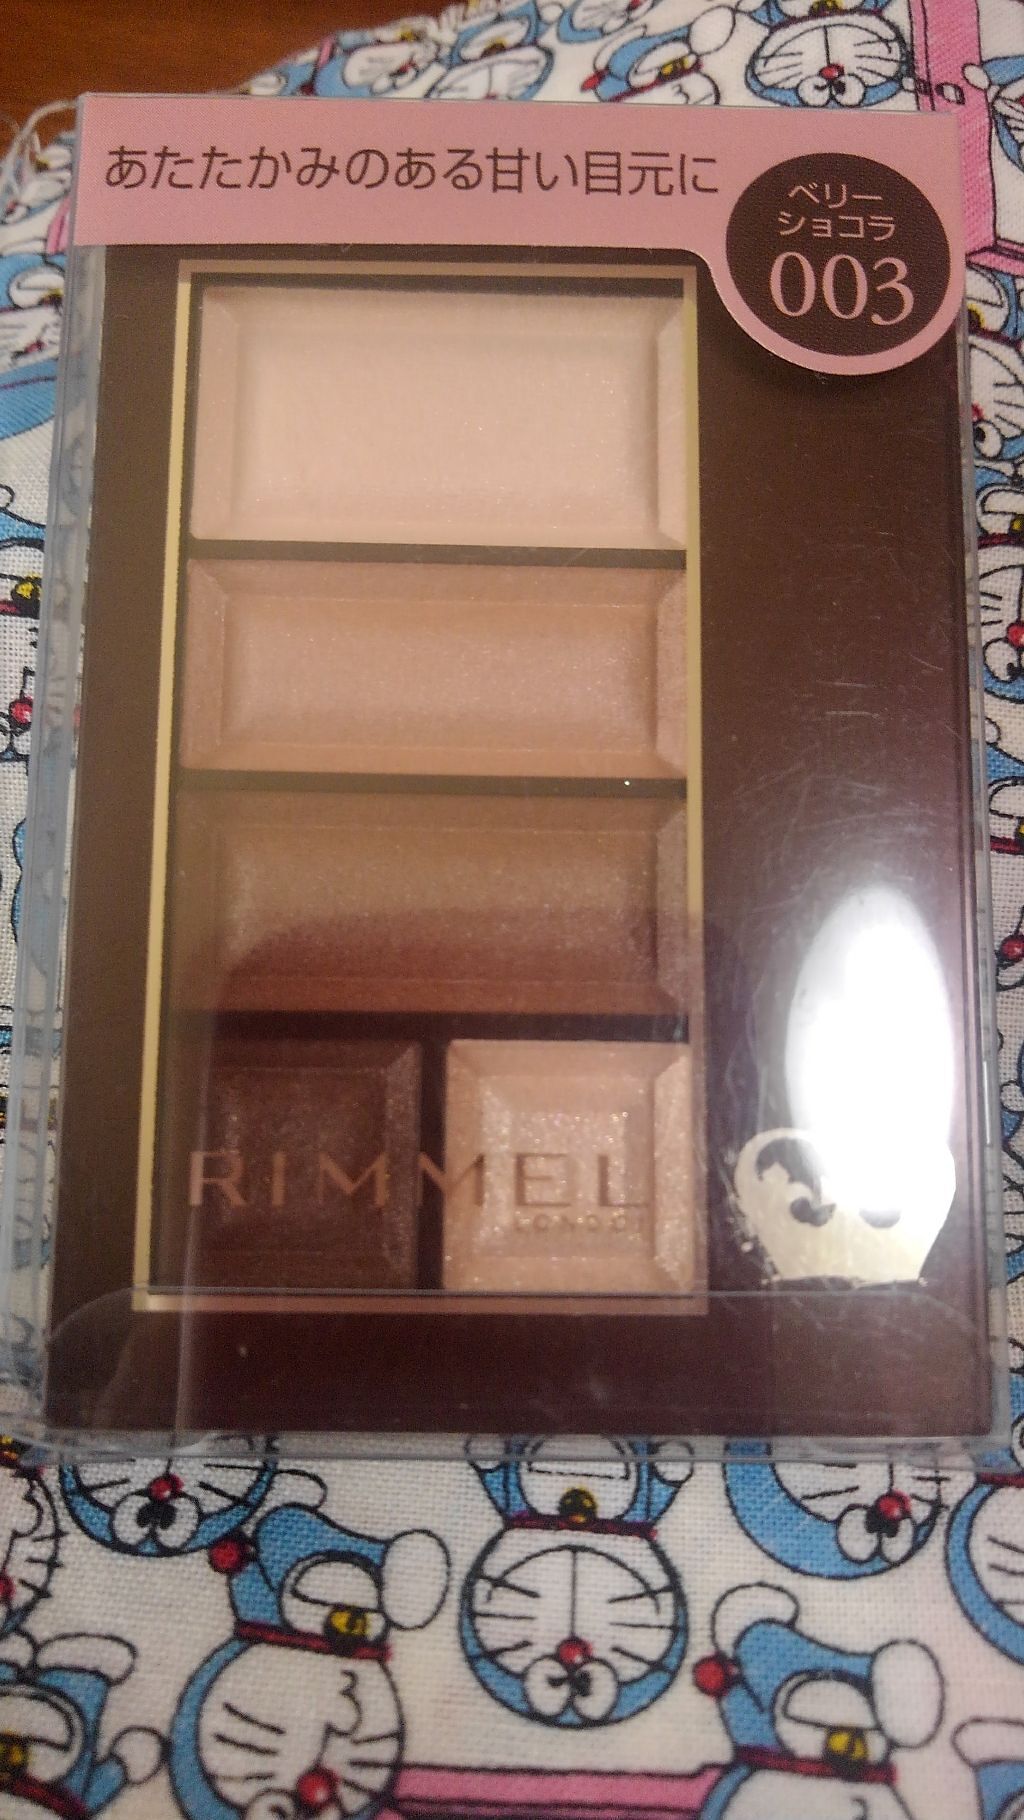 あたたかみのある甘い目元に
ベリー
ショコラ
003
RIMMEL
LONDON